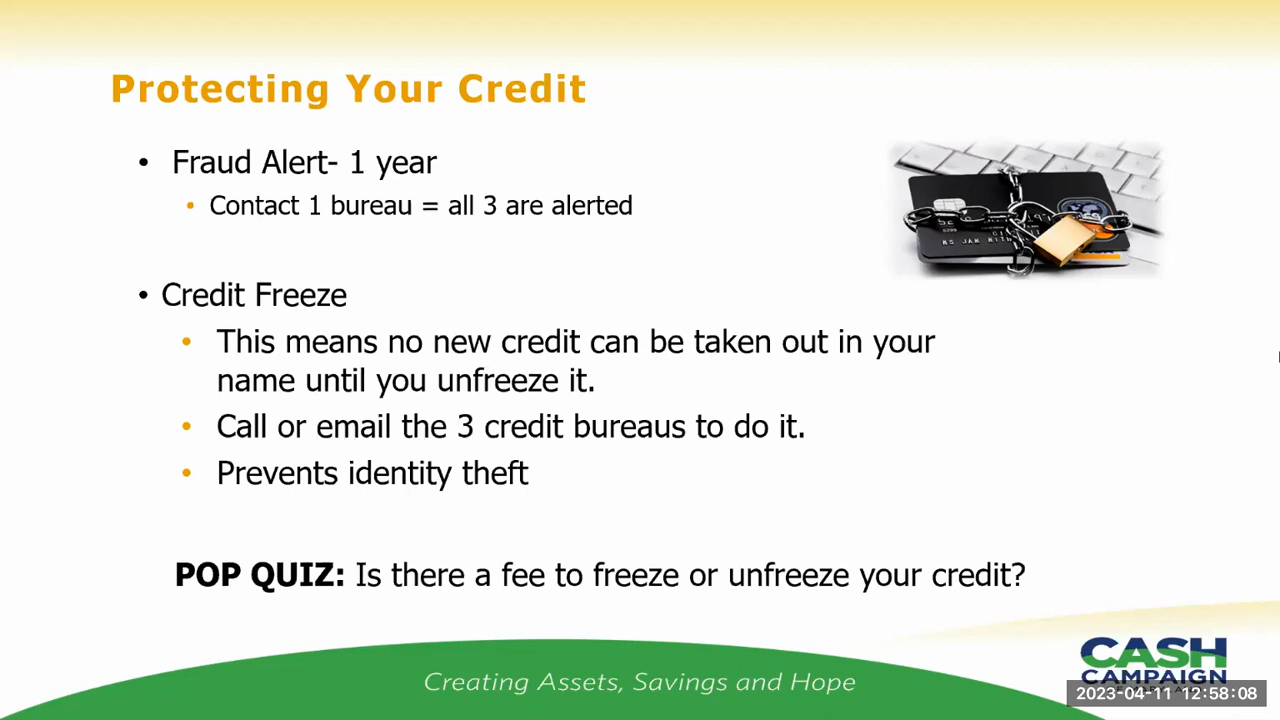 Protecting Your Credit
• Fraud Alert- 1 year
• Contact 1 bureau = all 3 are alerted
• Credit Freeze
• This means no new credit can be taken out in your
name until you unfreeze it.
• Call or email the 3 credit bureaus to do it.
• Prevents identity theft
POP QUIZ: Is there a fee to freeze or unfreeze your credit?
Creating Assets, Savings and Hope
CASH
CAMPAIGN
2023-04-11 12:58:08